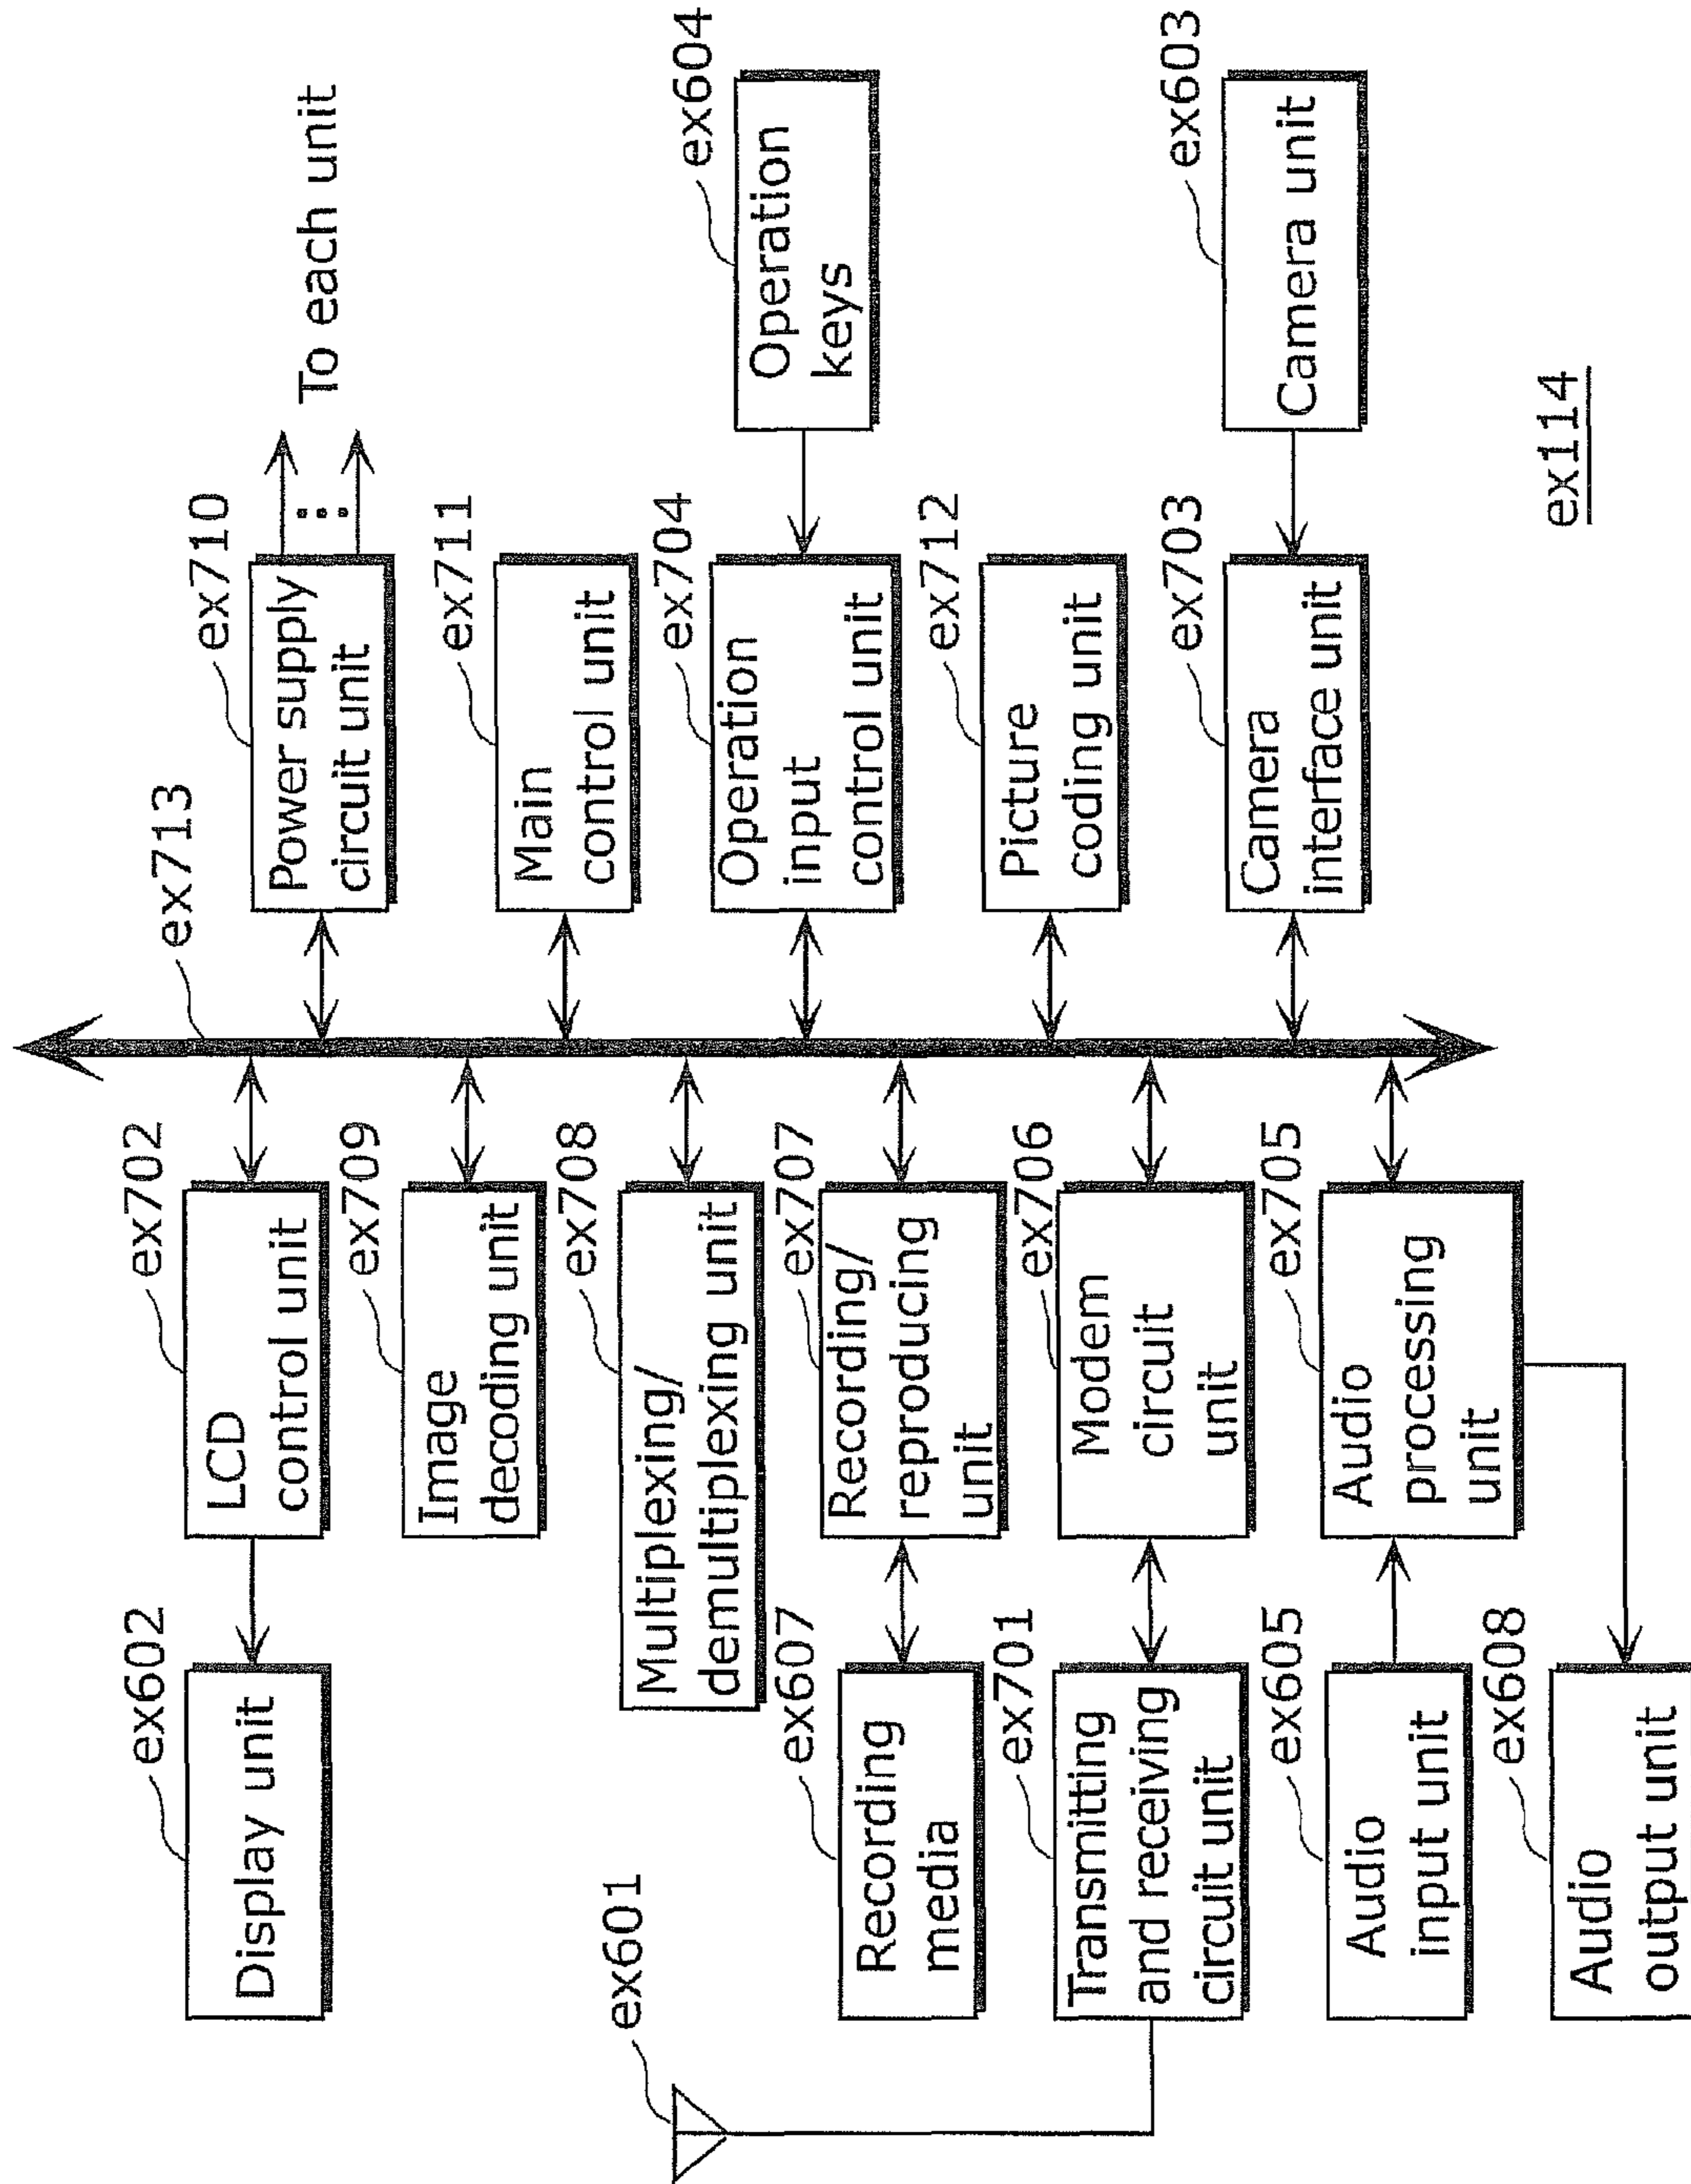 ex601
ex602
Display unit
ex702
LCD
control unit
ex713
ex710
Power supply
circuit unit
To each unit
ex709
Image
decoding unit
ex711
Main
control unit
ex708
Multiplexing/
demultiplexing unit
ex704
Operation
input
control unit
ex604
Operation
keys
ex607
Recording
media
ex707
Recording/
reproducing
unit
ex712
Picture
coding unit
ex701
Transmitting
and receiving
circuit unit
ex706
Modem
circuit
unit
ex703
Camera
interface unit
ex603
Camera unit
ex605
Audio
input unit
ex705
Audio
processing
unit
ex608
Audio
output unit
ex114